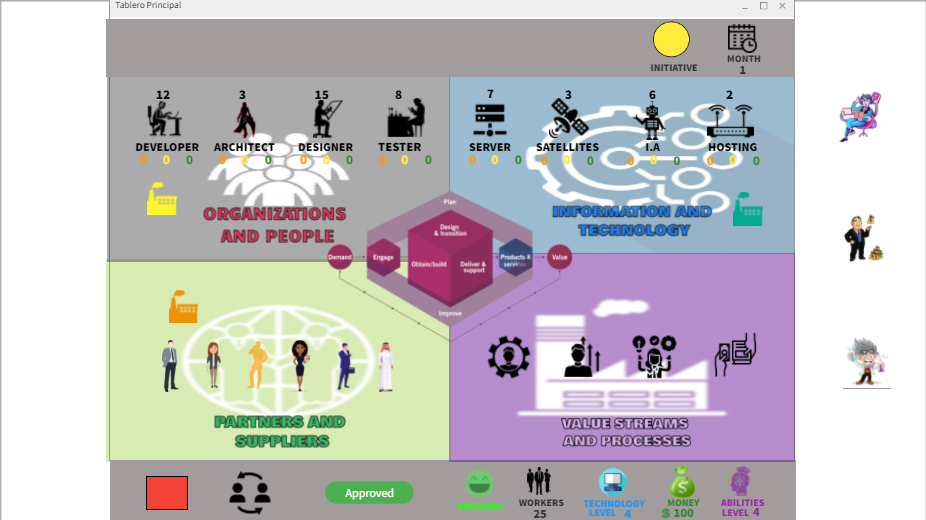 Tablero Principal
INITIATIVE
MONTH
1
12 3 15 8
DEVELOPER ARCHITECT DESIGNER TESTER
0 0 0 0 0 0 0 0 0 0 0 0
7 3 6 2
SERVER SATELLITES I.A HOSTING
0 0 0 0 0 0 0 0 0 0 0 0
ORGANIZATIONS
AND PEOPLE
INFORMATION AND
TECHNOLOGY
Plan
Design
& transition
Demand
Engage
Obtain/build
Deliver &
support
Products &
services
Value
Improve
PARTNERS AND
SUPPLIERS
VALUE STREAMS
AND PROCESSES
Approved
WORKERS
25
TECHNOLOGY
LEVEL 4
MONEY
$ 100
ABILITIES
LEVEL 4